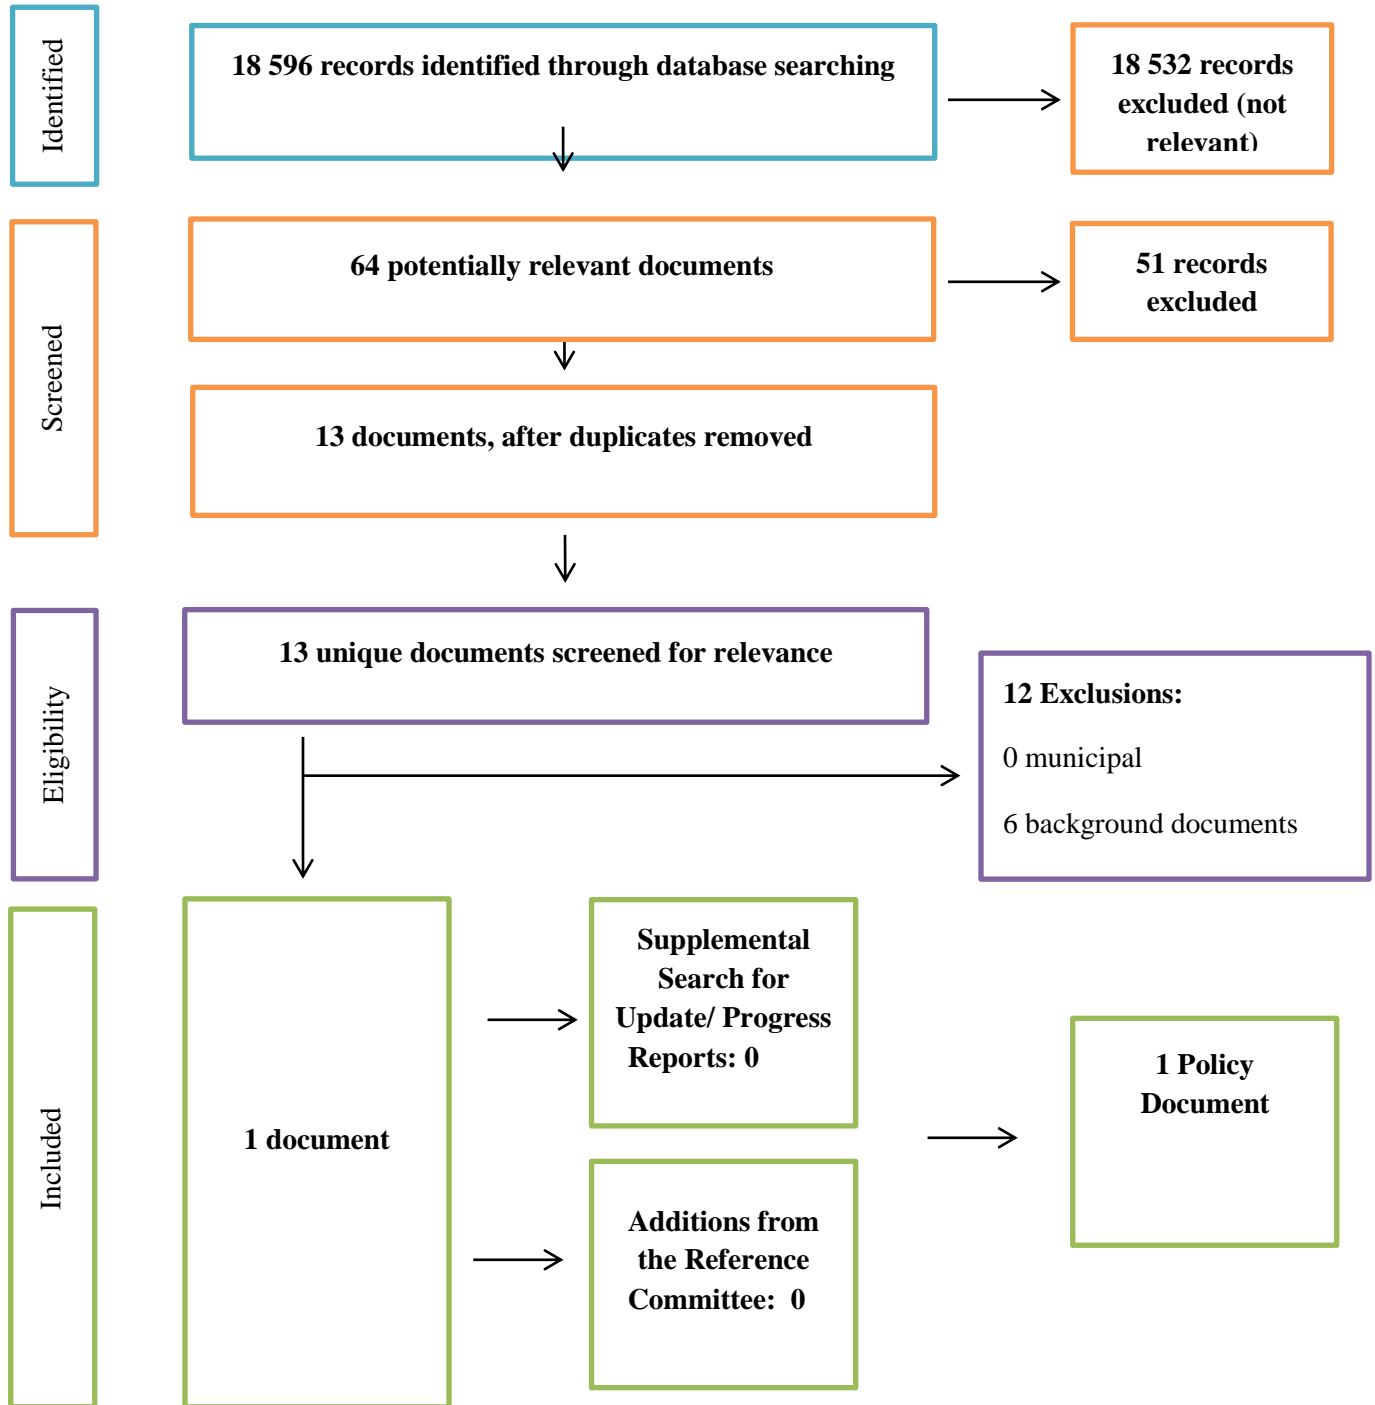 Identified
18 596 records identified through database searching
18 532 records
excluded (not
relevant)
Screened
64 potentially relevant documents
51 records
excluded
13 documents, after duplicates removed
Eligibility
13 unique documents screened for relevance
12 Exclusions:
0 municipal
6 background documents
Included
1 document
Supplemental
Search for
Update/ Progress
Reports: 0
Additions from
the Reference
Committee:  0
1 Policy
Document